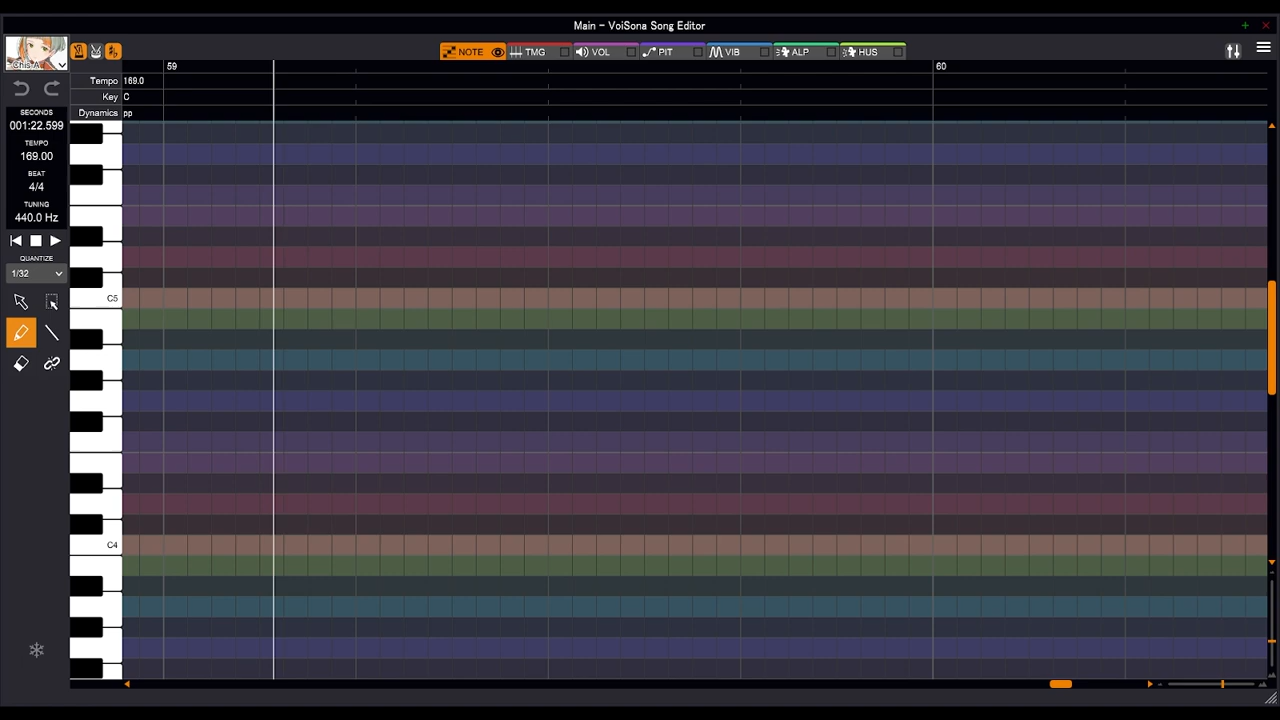 Main – VoiSona Song Editor
Chis-A
NOTE TMG VOL PIT VIB ALP HUS
59 60
Tempo 169.0
Key C
Dynamics pp
SECONDS
001:22.599
TEMPO
169.00
BEAT
4/4
TUNING
440.0 Hz
QUANTIZE
1/32
C5
C4